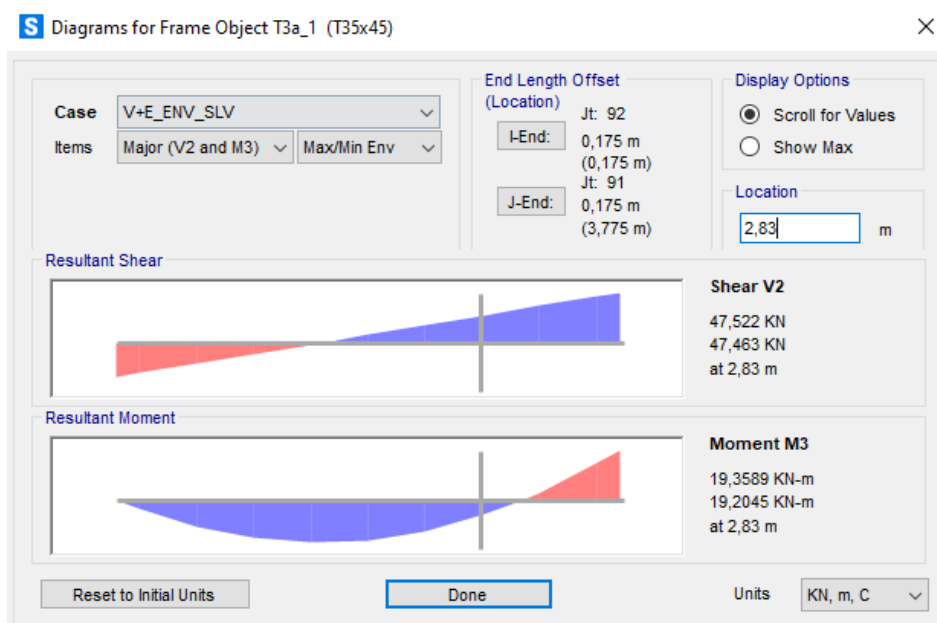 S Diagrams for Frame Object T3a_1 (T35x45)
Case V+E_ENV_SLV
Items Major (V2 and M3) Max/Min Env
End Length Offset
(Location)
Jt: 92
I-End: 0,175 m
(0,175 m)
Jt: 91
J-End: 0,175 m
(3,775 m)
Display Options
Scroll for Values
Show Max
Location
2,83 m
Resultant Shear
Shear V2
47,522 KN
47,463 KN
at 2,83 m
Resultant Moment
Moment M3
19,3589 KN-m
19,2045 KN-m
at 2,83 m
Reset to Initial Units Done Units KN, m, C